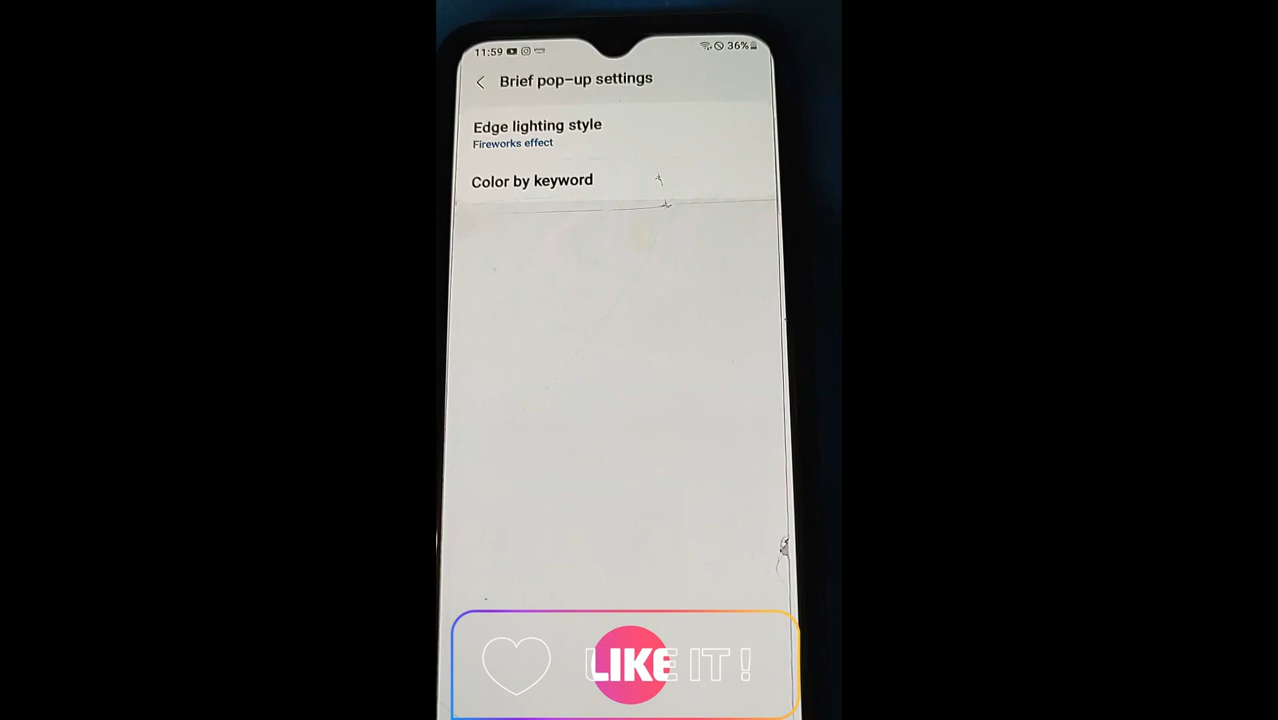 11:59
36%
Brief pop-up settings
Edge lighting style
Fireworks effect
Color by keyword
LIKE IT !